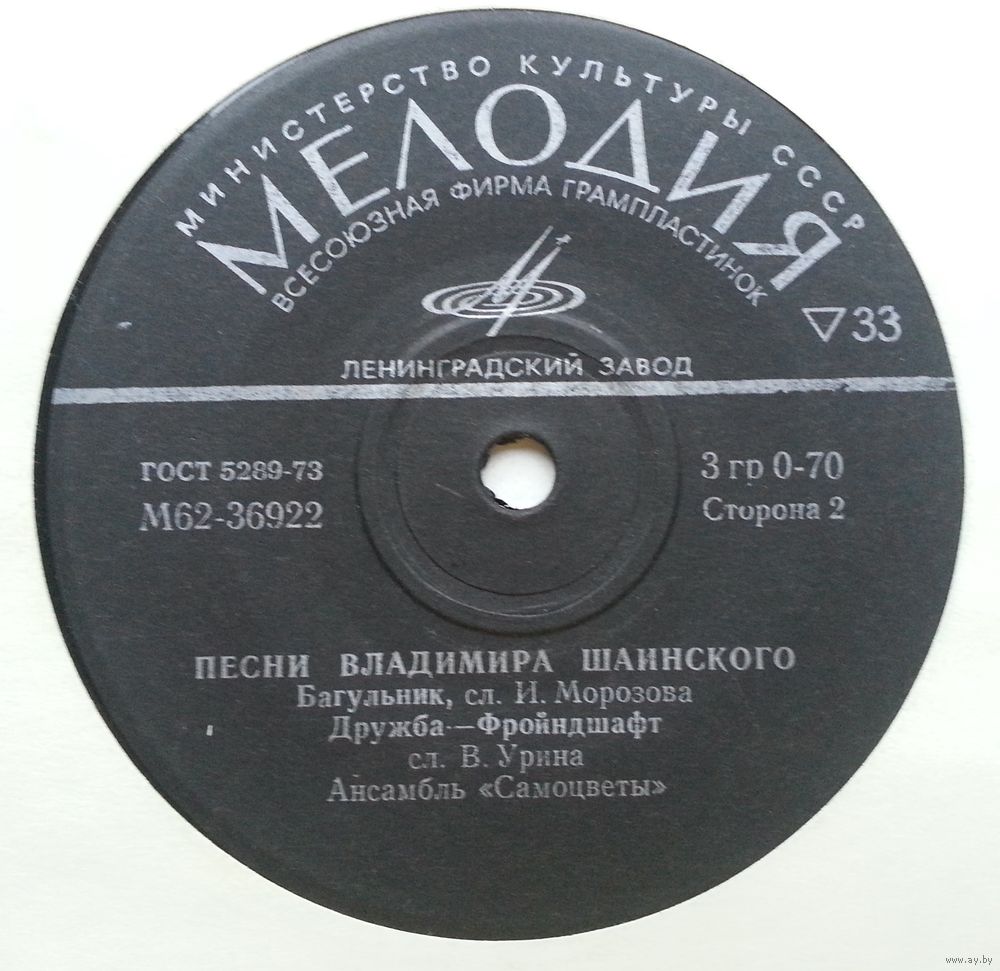 МИНИСТЕРСТВО КУЛЬТУРЫ СССР
МЕЛОДИЯ
ВСЕСОЮЗНАЯ ФИРМА ГРАМПЛАСТИНОК
33
ЛЕНИНГРАДСКИЙ ЗАВОД
ГОСТ 5289-73
3 гр 0-70
М62-36922
Сторона 2
ПЕСНИ ВЛАДИМИРА ШАИНСКОГО
Багульник, сл. И. Морозова
Дружба—Фройндшафт
сл. В. Урина
Ансамбль «Самоцветы»
www.ay.by